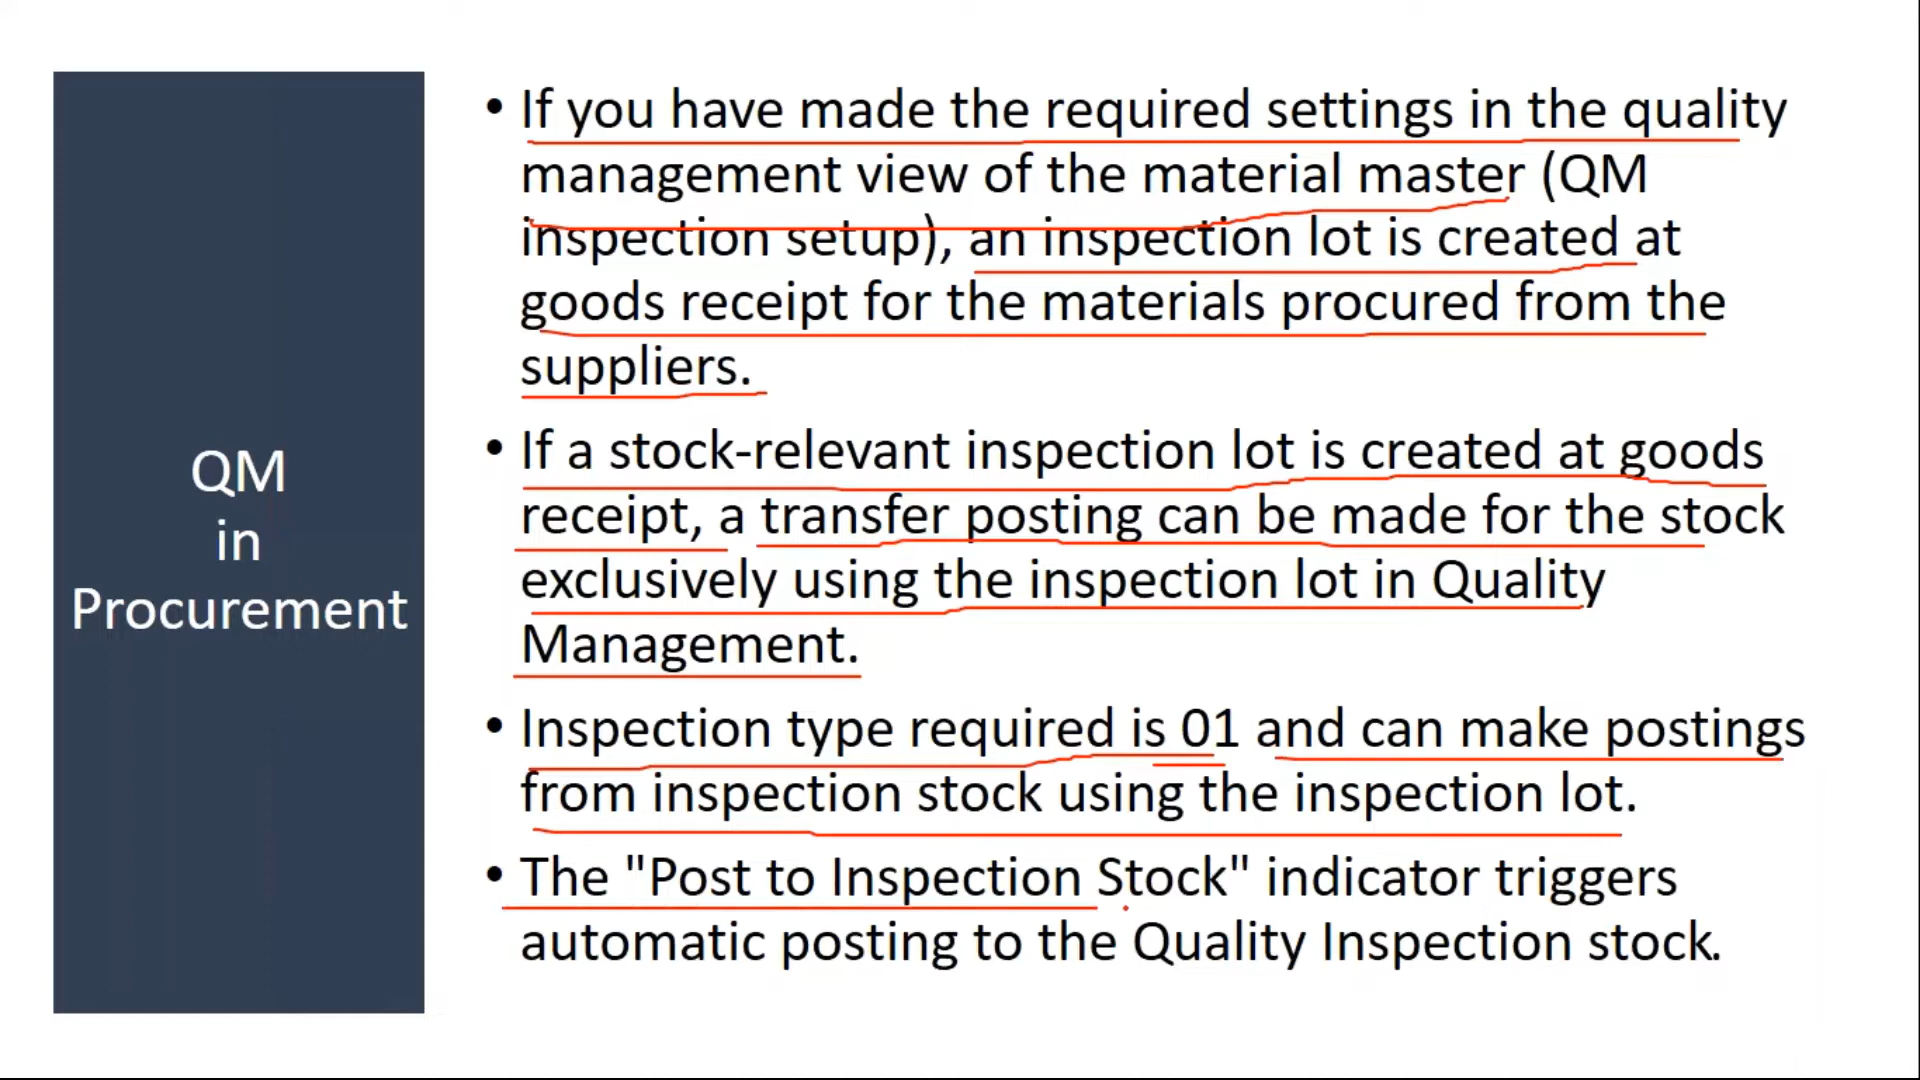 QM
in
Procurement
• If you have made the required settings in the quality
management view of the material master (QM
inspection setup), an inspection lot is created at
goods receipt for the materials procured from the
suppliers.
• If a stock-relevant inspection lot is created at goods
receipt, a transfer posting can be made for the stock
exclusively using the inspection lot in Quality
Management.
• Inspection type required is 01 and can make postings
from inspection stock using the inspection lot.
• The "Post to Inspection Stock" indicator triggers
automatic posting to the Quality Inspection stock.